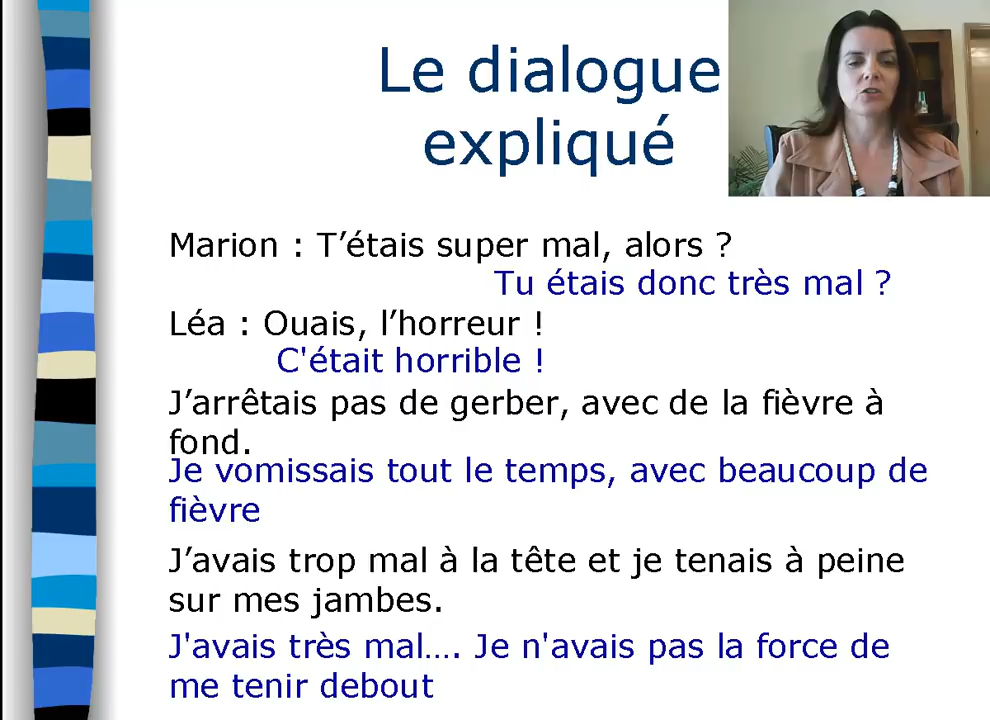 Le dialogue
expliqué
Marion : T’étais super mal, alors ?
Tu étais donc très mal ?
Léa : Ouais, l’horreur !
C'était horrible !
J’arrêtais pas de gerber, avec de la fièvre à
fond.
Je vomissais tout le temps, avec beaucoup de
fièvre
J’avais trop mal à la tête et je tenais à peine
sur mes jambes.
J'avais très mal…. Je n'avais pas la force de
me tenir debout